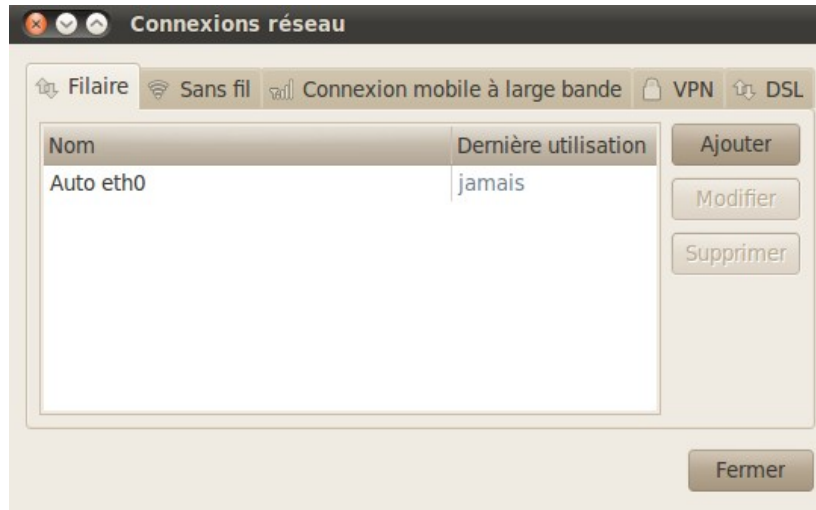 Connexions réseau
Filaire Sans fil Connexion mobile à large bande VPN DSL
Nom Dernière utilisation Ajouter
Auto eth0 jamais
Modifier
Supprimer
Fermer